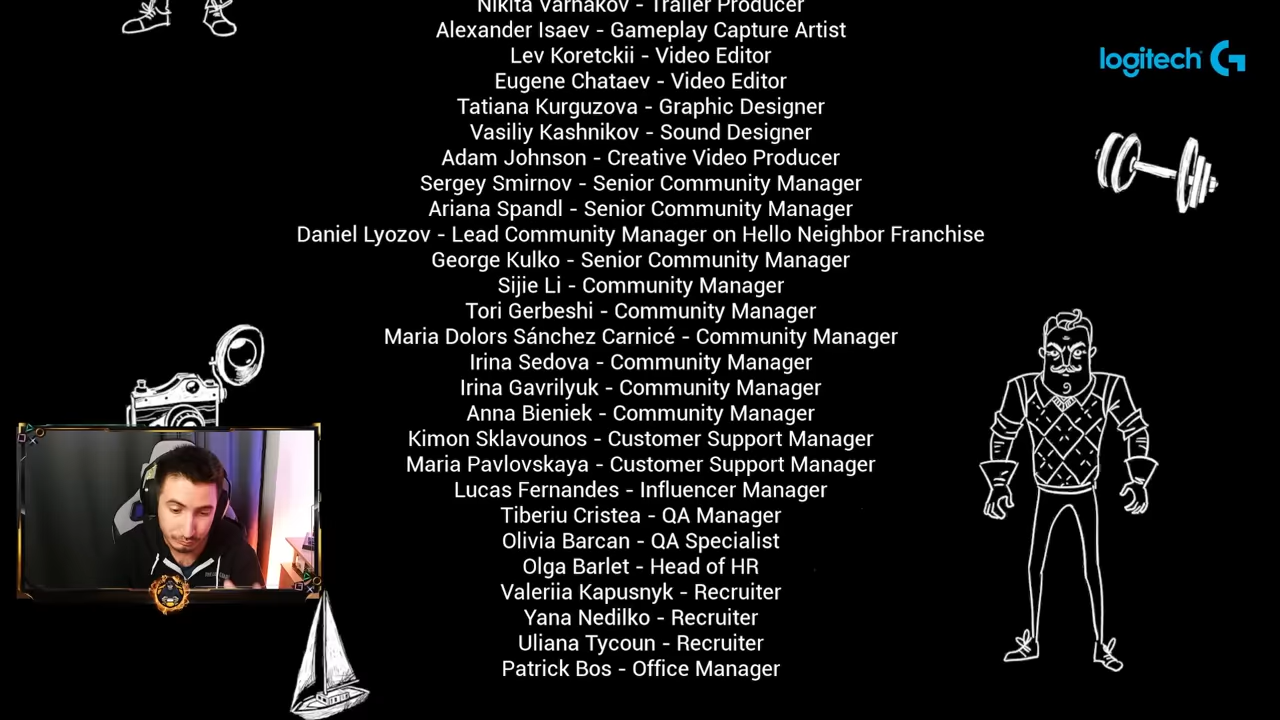 Nikita Varnakov - Trailer Producer
Alexander Isaev - Gameplay Capture Artist
Lev Koretckii - Video Editor
Eugene Chataev - Video Editor
Tatiana Kurguzova - Graphic Designer
Vasiliy Kashnikov - Sound Designer
Adam Johnson - Creative Video Producer
Sergey Smirnov - Senior Community Manager
Ariana Spandl - Senior Community Manager
Daniel Lyozov - Lead Community Manager on Hello Neighbor Franchise
George Kulko - Senior Community Manager
Sijie Li - Community Manager
Tori Gerbeshi - Community Manager
Maria Dolors Sánchez Carnicé - Community Manager
Irina Sedova - Community Manager
Irina Gavrilyuk - Community Manager
Anna Bieniek - Community Manager
Kimon Sklavounos - Customer Support Manager
Maria Pavlovskaya - Customer Support Manager
Lucas Fernandes - Influencer Manager
Tiberiu Cristea - QA Manager
Olivia Barcan - QA Specialist
Olga Barlet - Head of HR
Valeriia Kapusnyk - Recruiter
Yana Nedilko - Recruiter
Uliana Tycoun - Recruiter
Patrick Bos - Office Manager
logitech G